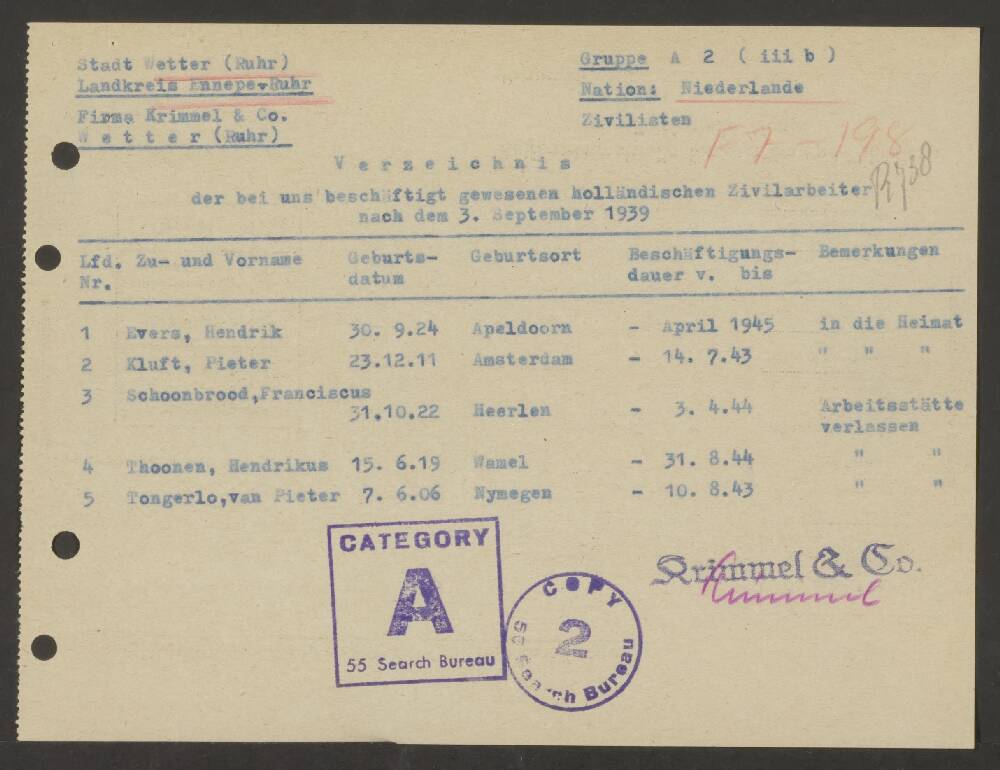 Stadt Wetter (Ruhr)
Landkreis Ennepe-Ruhr
Firma Krimmel & Co.
W e t t e r (Ruhr)
Gruppe A 2 ( iii b )
Nation: Niederlande
Zivilisten
F 7 - 198
V e r z e i c h n i s
der bei uns beschäftigt gewesenen holländischen Zivilarbeiter
nach dem 3. September 1939
Lfd. Zu- und Vorname Geburts- Geburtsort Beschäftigungs- Bemerkungen
Nr. datum dauer v. bis
1 Evers, Hendrik 30. 9.24 Apeldoorn - April 1945 in die Heimat
2 Kluft, Pieter 23.12.11 Amsterdam - 14. 7.43 " " "
3 Schoonbrood,Franciscus
31.10.22 Heerlen - 3. 4.44 Arbeitsstätte
verlassen
4 Thoonen, Hendrikus 15. 6.19 Wamel - 31. 8.44 " "
5 Tongerlo,van Pieter 7. 6.06 Nymegen - 10. 8.43 " "
CATEGORY
A
55 Search Bureau
COPY
2
55 Search Bureau
Krimmel & Co.
Krimmel